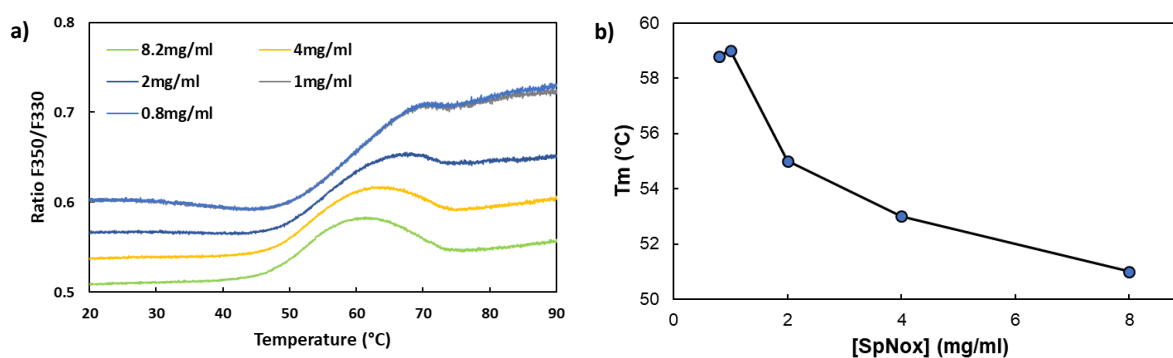 a)
0.8
0.7
0.6
0.5
Ratio F350/F330
8.2mg/ml
4mg/ml
2mg/ml
1mg/ml
0.8mg/ml
20 30 40 50 60 70 80 90
Temperature (°C)
b)
60
58
56
54
52
50
Tm (°C)
0 2 4 6 8
[SpNox] (mg/ml)